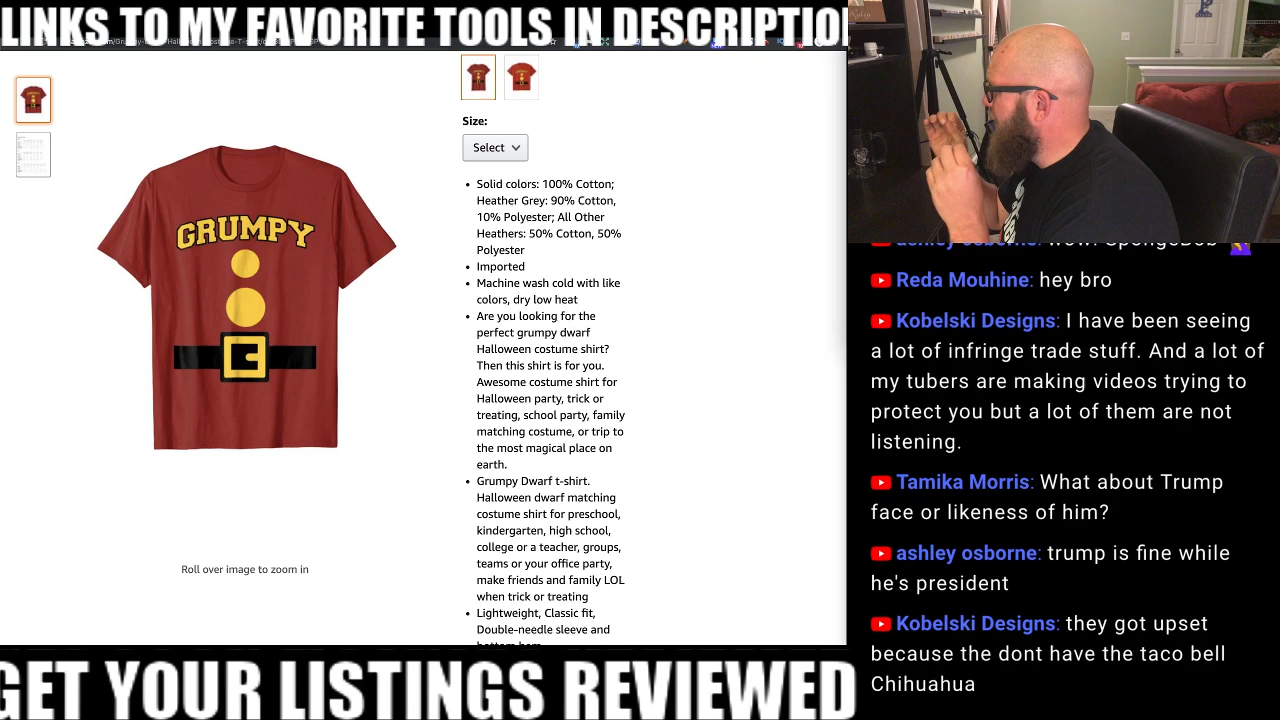 LINKS TO MY FAVORITE TOOLS IN DESCRIPTIO
GRUMPY
Roll over image to zoom in
Size:
Select
Solid colors: 100% Cotton;
Heather Grey: 90% Cotton,
10% Polyester; All Other
Heathers: 50% Cotton, 50%
Polyester
Imported
Machine wash cold with like
colors, dry low heat
Are you looking for the
perfect grumpy dwarf
Halloween costume shirt?
Then this shirt is for you.
Awesome costume shirt for
Halloween party, trick or
treating, school party, family
matching costume, or trip to
the most magical place on
earth.
Grumpy Dwarf t-shirt.
Halloween dwarf matching
costume shirt for preschool,
kindergarten, high school,
college or a teacher, groups,
teams or your office party,
make friends and family LOL
when trick or treating
Lightweight, Classic fit,
Double-needle sleeve and
bottom hem
ashley osborne: wow! SpongeBob
Reda Mouhine: hey bro
Kobelski Designs: I have been seeing
a lot of infringe trade stuff. And a lot of
my tubers are making videos trying to
protect you but a lot of them are not
listening.
Tamika Morris: What about Trump
face or likeness of him?
ashley osborne: trump is fine while
he's president
Kobelski Designs: they got upset
because the dont have the taco bell
Chihuahua
GET YOUR LISTINGS REVIEWED